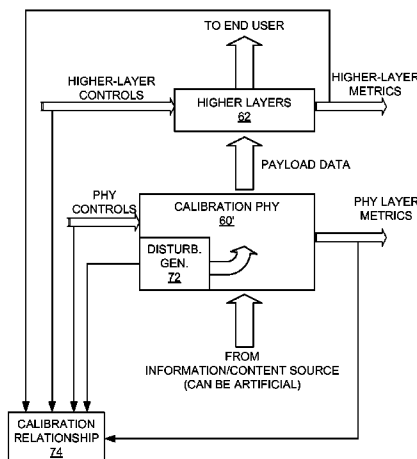 TO END USER
HIGHER-LAYER
CONTROLS
HIGHER LAYERS
62
HIGHER-LAYER
METRICS
PAYLOAD DATA
PHY
CONTROLS
CALIBRATION PHY
60'
PHY LAYER
METRICS
DISTURB.
GEN.
72
FROM
INFORMATION/CONTENT SOURCE
(CAN BE ARTIFICIAL)
CALIBRATION
RELATIONSHIP
74